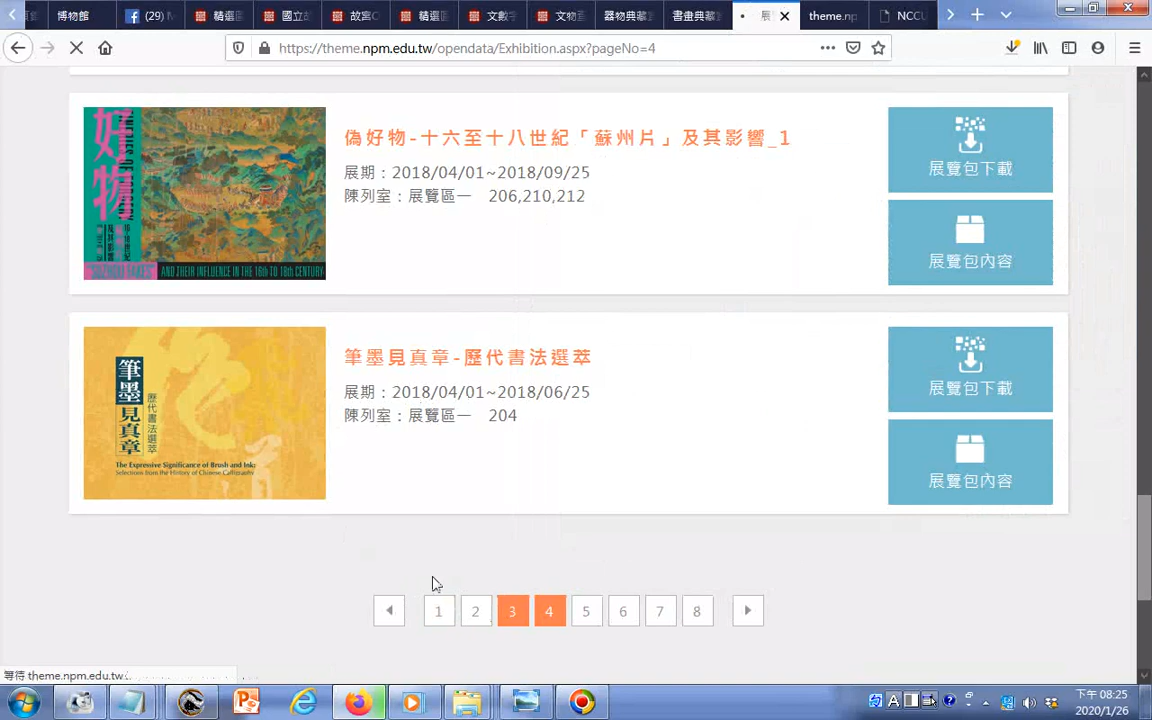 博物館
(29)
精選區
國立
故宮O
精選區
文數字
文物
器物典藏
書畫典藏
展
theme.np
NCCU
https://theme.npm.edu.tw/opendata/Exhibition.aspx?pageNo=4
好物
AND THEIR INFLUENCE IN THE 16TH TO 18TH CENTURY
偽好物-十六至十八世紀「蘇州片」及其影響_1
展期：2018/04/01~2018/09/25
陳列室：展覽區一 206,210,212
展覽包下載
展覽包內容
筆墨見真章
歷代書法選萃
The Expressive Significance of Brush and Ink:
Selections from the History of Chinese Calligraphy
筆墨見真章-歷代書法選萃
展期：2018/04/01~2018/06/25
陳列室：展覽區一 204
展覽包下載
展覽包內容
1 2 3 4 5 6 7 8
等待 theme.npm.edu.tw
下午 08:25
2020/1/26